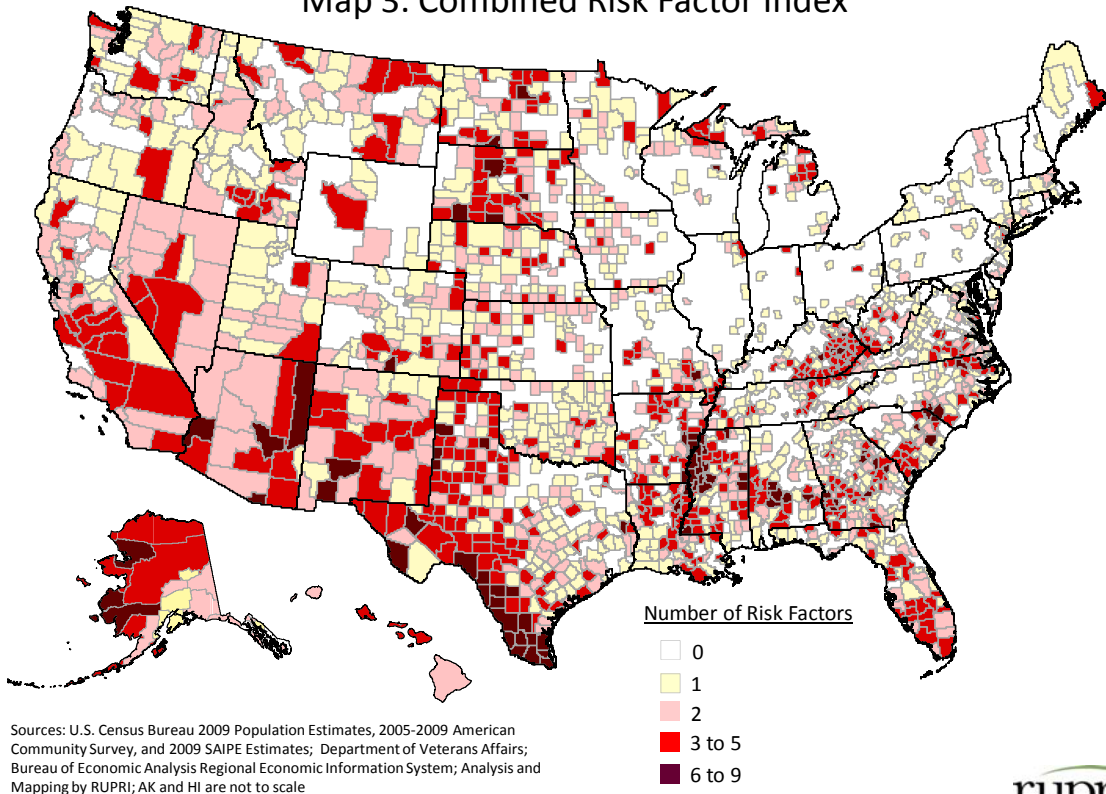 Map 3: Combined Risk Factor Index
Number of Risk Factors
0
1
2
3 to 5
6 to 9
Sources: U.S. Census Bureau 2009 Population Estimates, 2005-2009 American
Community Survey, and 2009 SAIPE Estimates; Department of Veterans Affairs;
Bureau of Economic Analysis Regional Economic Information System; Analysis and
Mapping by RUPRI; AK and HI are not to scale